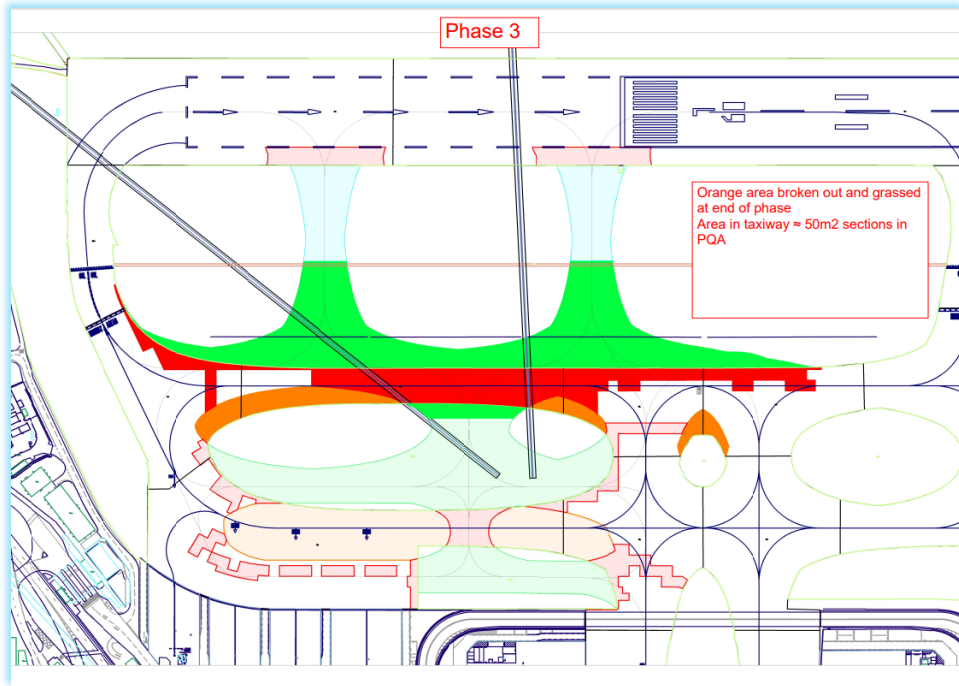 Phase 3
Orange area broken out and grassed
at end of phase
Area in taxiway ≈ 50m2 sections in
PQA